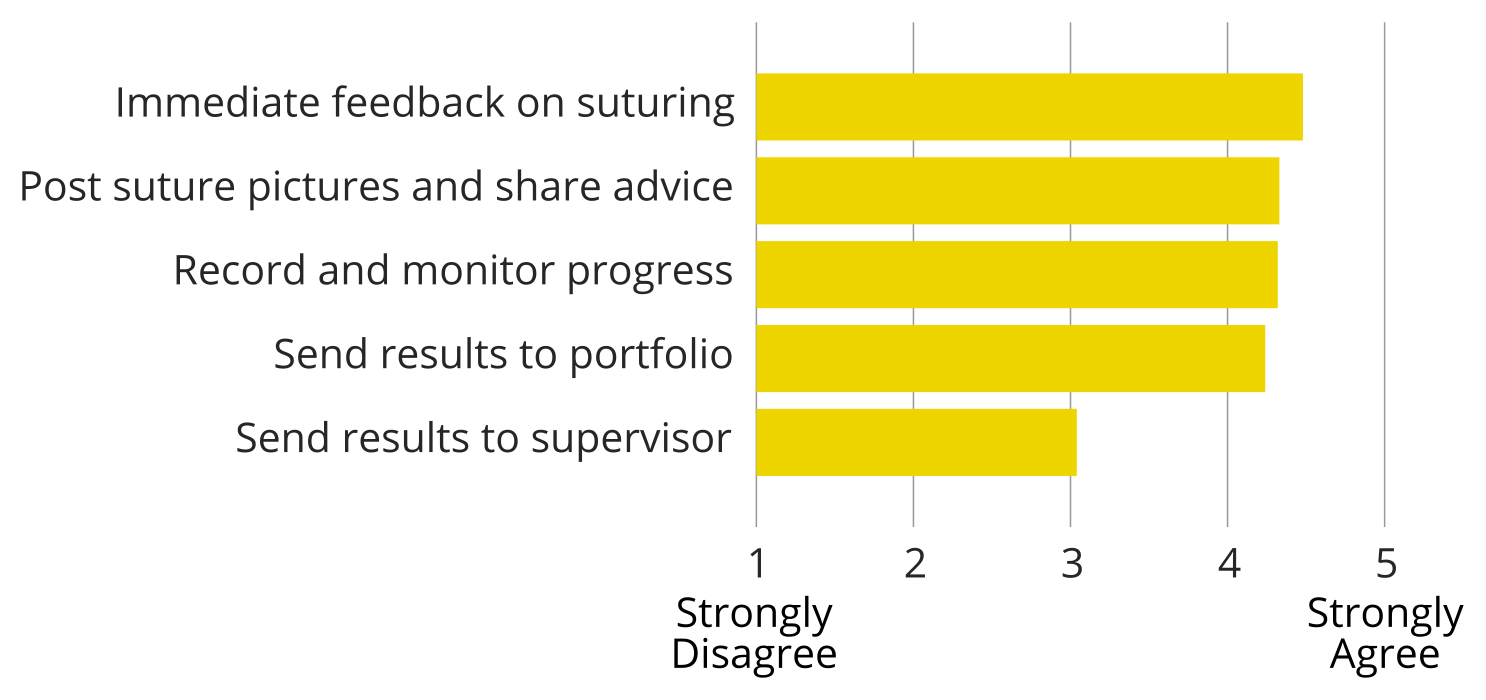 Immediate feedback on suturing
Post suture pictures and share advice
Record and monitor progress
Send results to portfolio
Send results to supervisor
1 2 3 4 5
Strongly Disagree
Strongly Agree